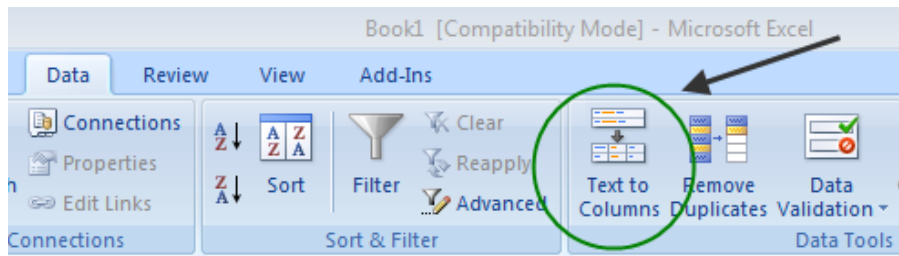 Book1 [Compatibility Mode] - Microsoft Excel
Data Review View Add-Ins
Connections
Properties
Edit Links
Connections
A
Z
Z
A
A Z
Z A
Sort
Filter
Clear
Reapply
Advanced
Sort & Filter
Text to
Columns
Remove
Duplicates
Data
Validation
Data Tools